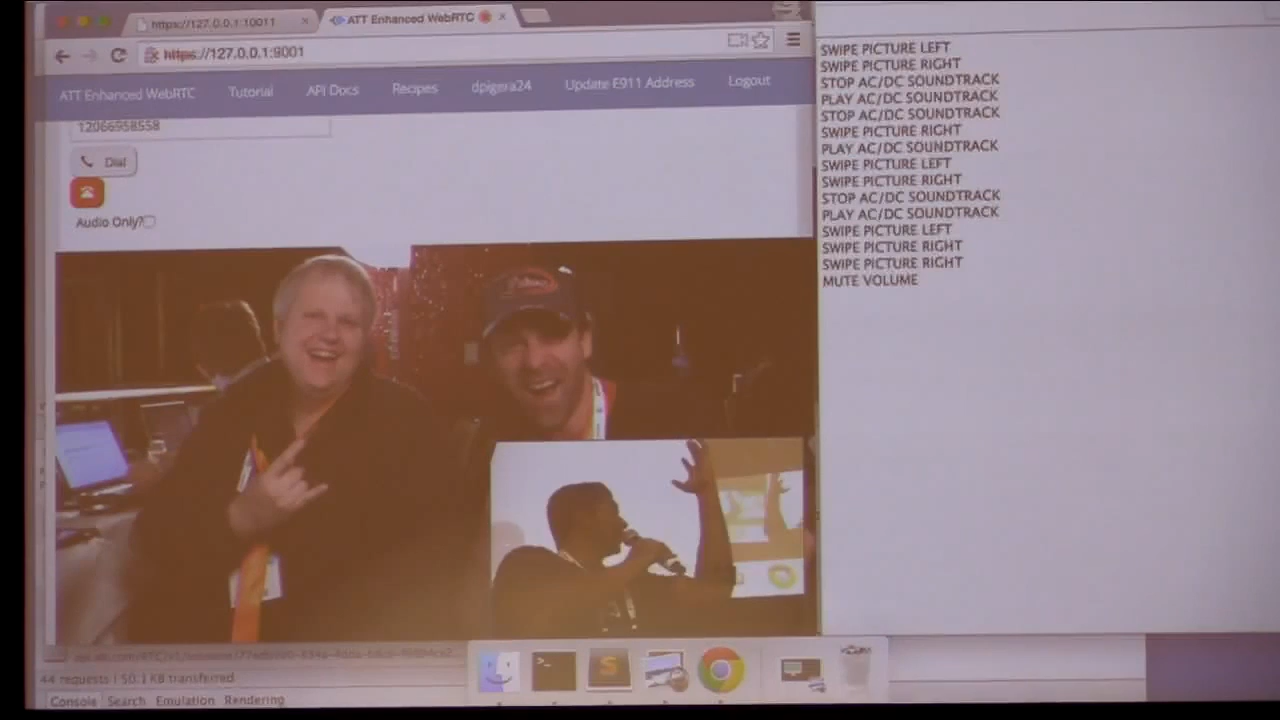 https://127.0.0.1:10011
ATT Enhanced WebRTC
https://127.0.0.1:9001
ATT Enhanced WebRTC Tutorial API Docs Recipes dpigera24 Update E911 Address Logout
12066958558
Dial
Audio Only?
44 requests | 50.1 KB transferred
Console Search Emulation Rendering
SWIPE PICTURE LEFT
SWIPE PICTURE RIGHT
STOP AC/DC SOUNDTRACK
PLAY AC/DC SOUNDTRACK
STOP AC/DC SOUNDTRACK
SWIPE PICTURE RIGHT
PLAY AC/DC SOUNDTRACK
SWIPE PICTURE LEFT
SWIPE PICTURE RIGHT
STOP AC/DC SOUNDTRACK
PLAY AC/DC SOUNDTRACK
SWIPE PICTURE LEFT
SWIPE PICTURE RIGHT
SWIPE PICTURE RIGHT
MUTE VOLUME